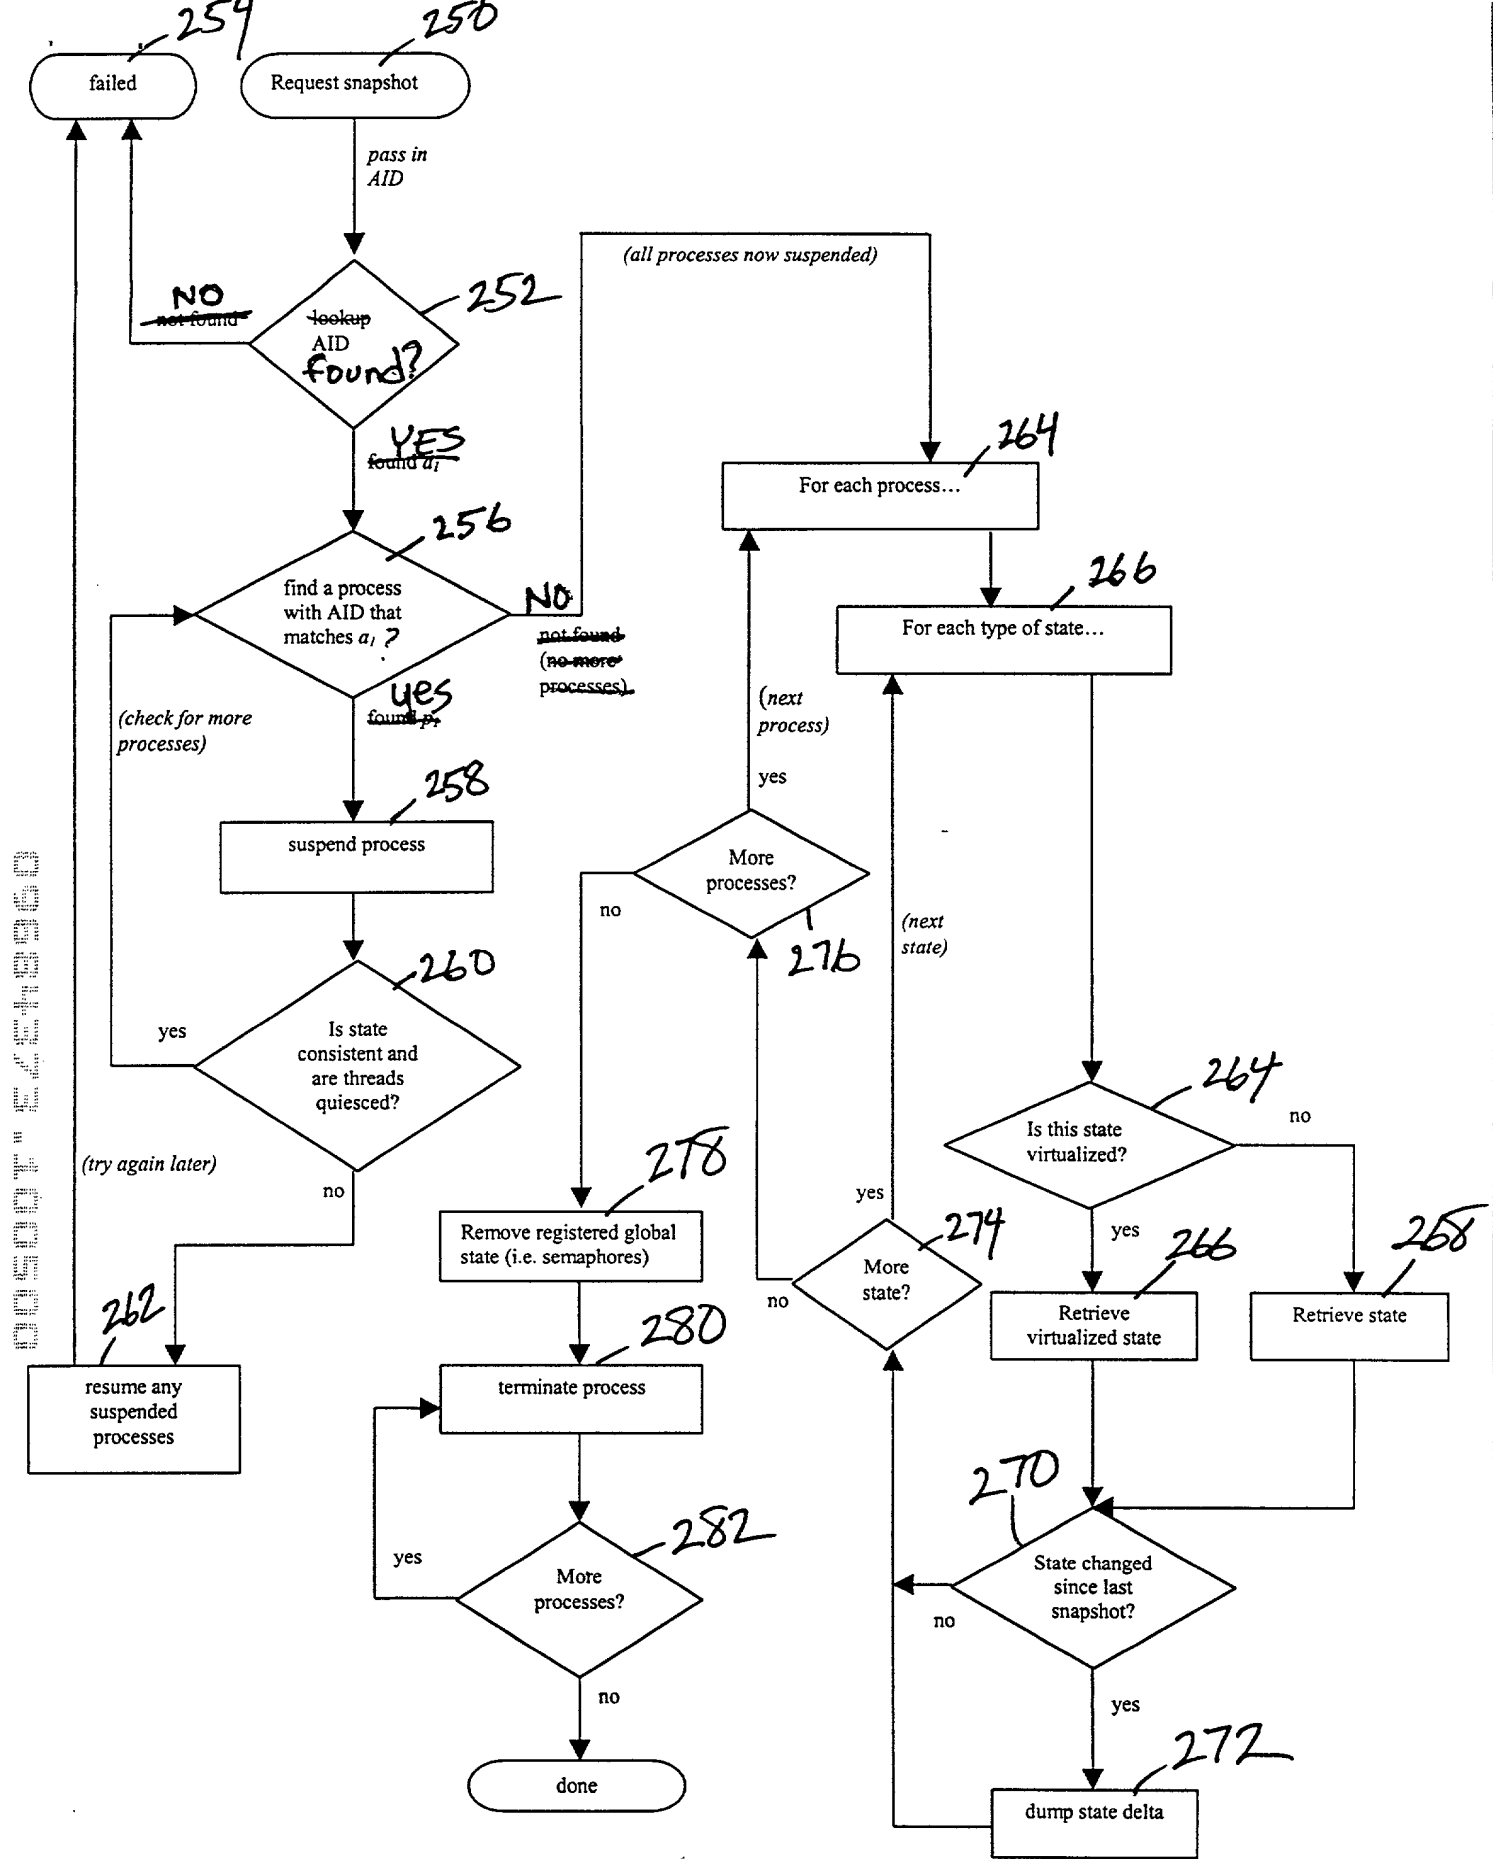 254
250
failed
Request snapshot
pass in
AID
(all processes now suspended)
NO
not found
252
lookup
AID
found?
YES
found a₁
264
For each process...
256
find a process
with AID that
matches a₁ ?
NO
not found
(no more
processes)
266
For each type of state...
yes
found p₁
(check for more
processes)
(next
process)
yes
258
suspend process
More
processes?
no
276
(next
state)
260
Is state
consistent and
are threads
quiesced?
yes
no
(try again later)
264
Is this state
virtualized?
no
yes
278
Remove registered global
state (i.e. semaphores)
yes
274
More
state?
no
266
Retrieve
virtualized state
268
Retrieve state
262
resume any
suspended
processes
280
terminate process
270
State changed
since last
snapshot?
no
yes
282
More
processes?
yes
no
done
272
dump state delta